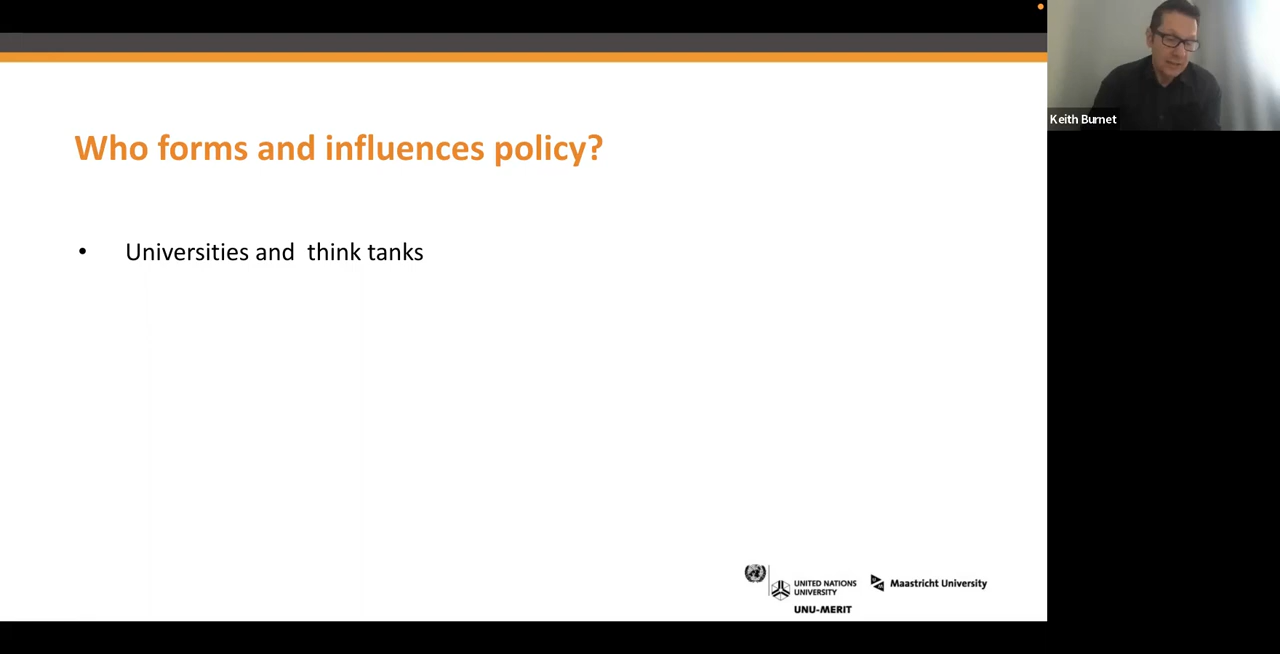 Who forms and influences policy?
• Universities and  think tanks
Keith Burnet
UNITED NATIONS
UNIVERSITY
UNU-MERIT
Maastricht University